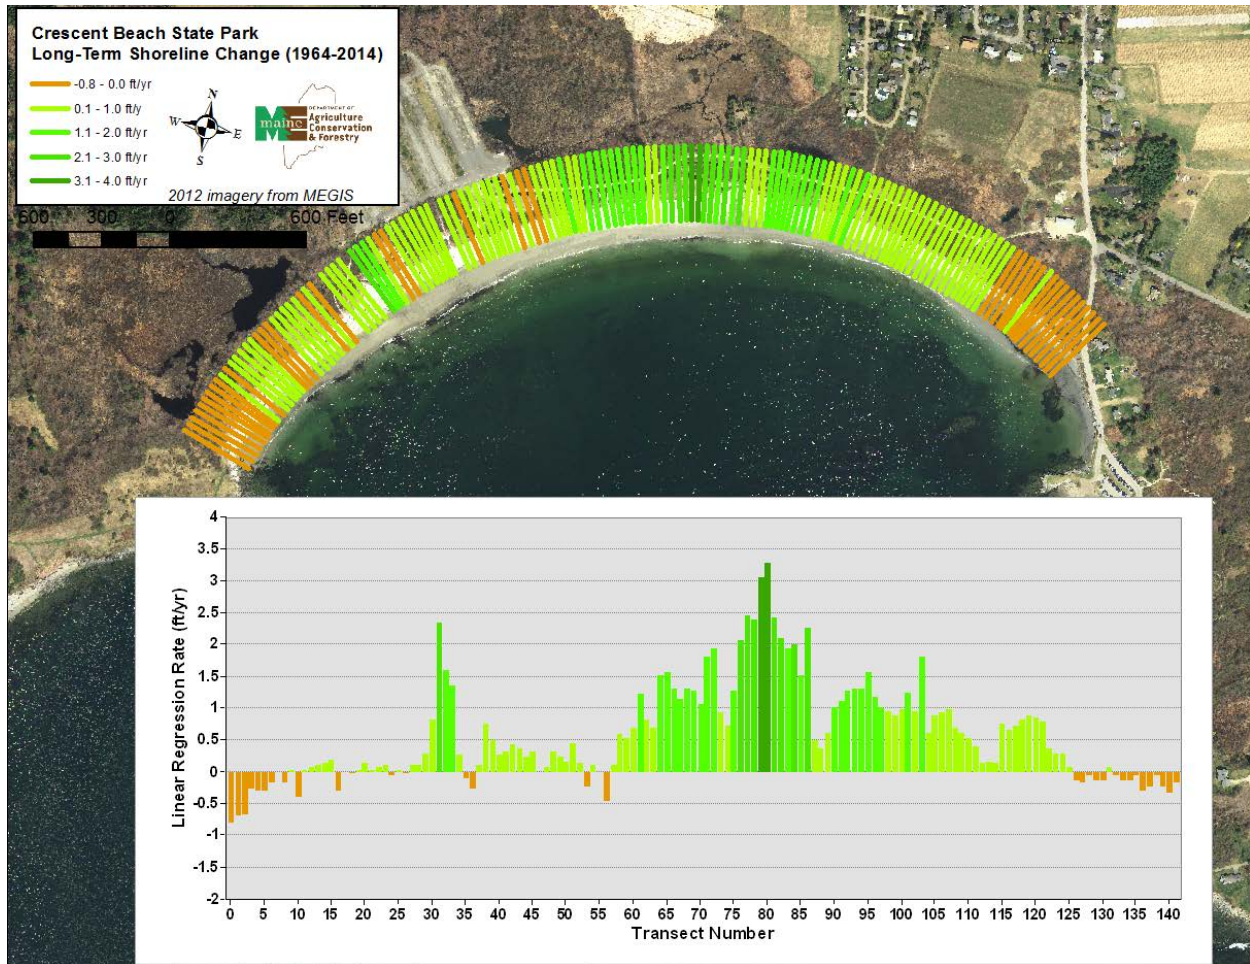 Crescent Beach State Park
Long-Term Shoreline Change (1964-2014)
-0.8 - 0.0 ft/yr
0.1 - 1.0 ft/y
1.1 - 2.0 ft/yr
2.1 - 3.0 ft/yr
3.1 - 4.0 ft/yr
N
W
E
S
maine
DEPARTMENT OF
Agriculture
Conservation
& Forestry
2012 imagery from MEGIS
600 300 0 600 Feet
4
3.5
3
2.5
2
1.5
1
0.5
0
-0.5
-1
-1.5
-2
Linear Regression Rate (ft/yr)
0 5 10 15 20 25 30 35 40 45 50 55 60 65 70 75 80 85 90 95 100 105 110 115 120 125 130 135 140
Transect Number